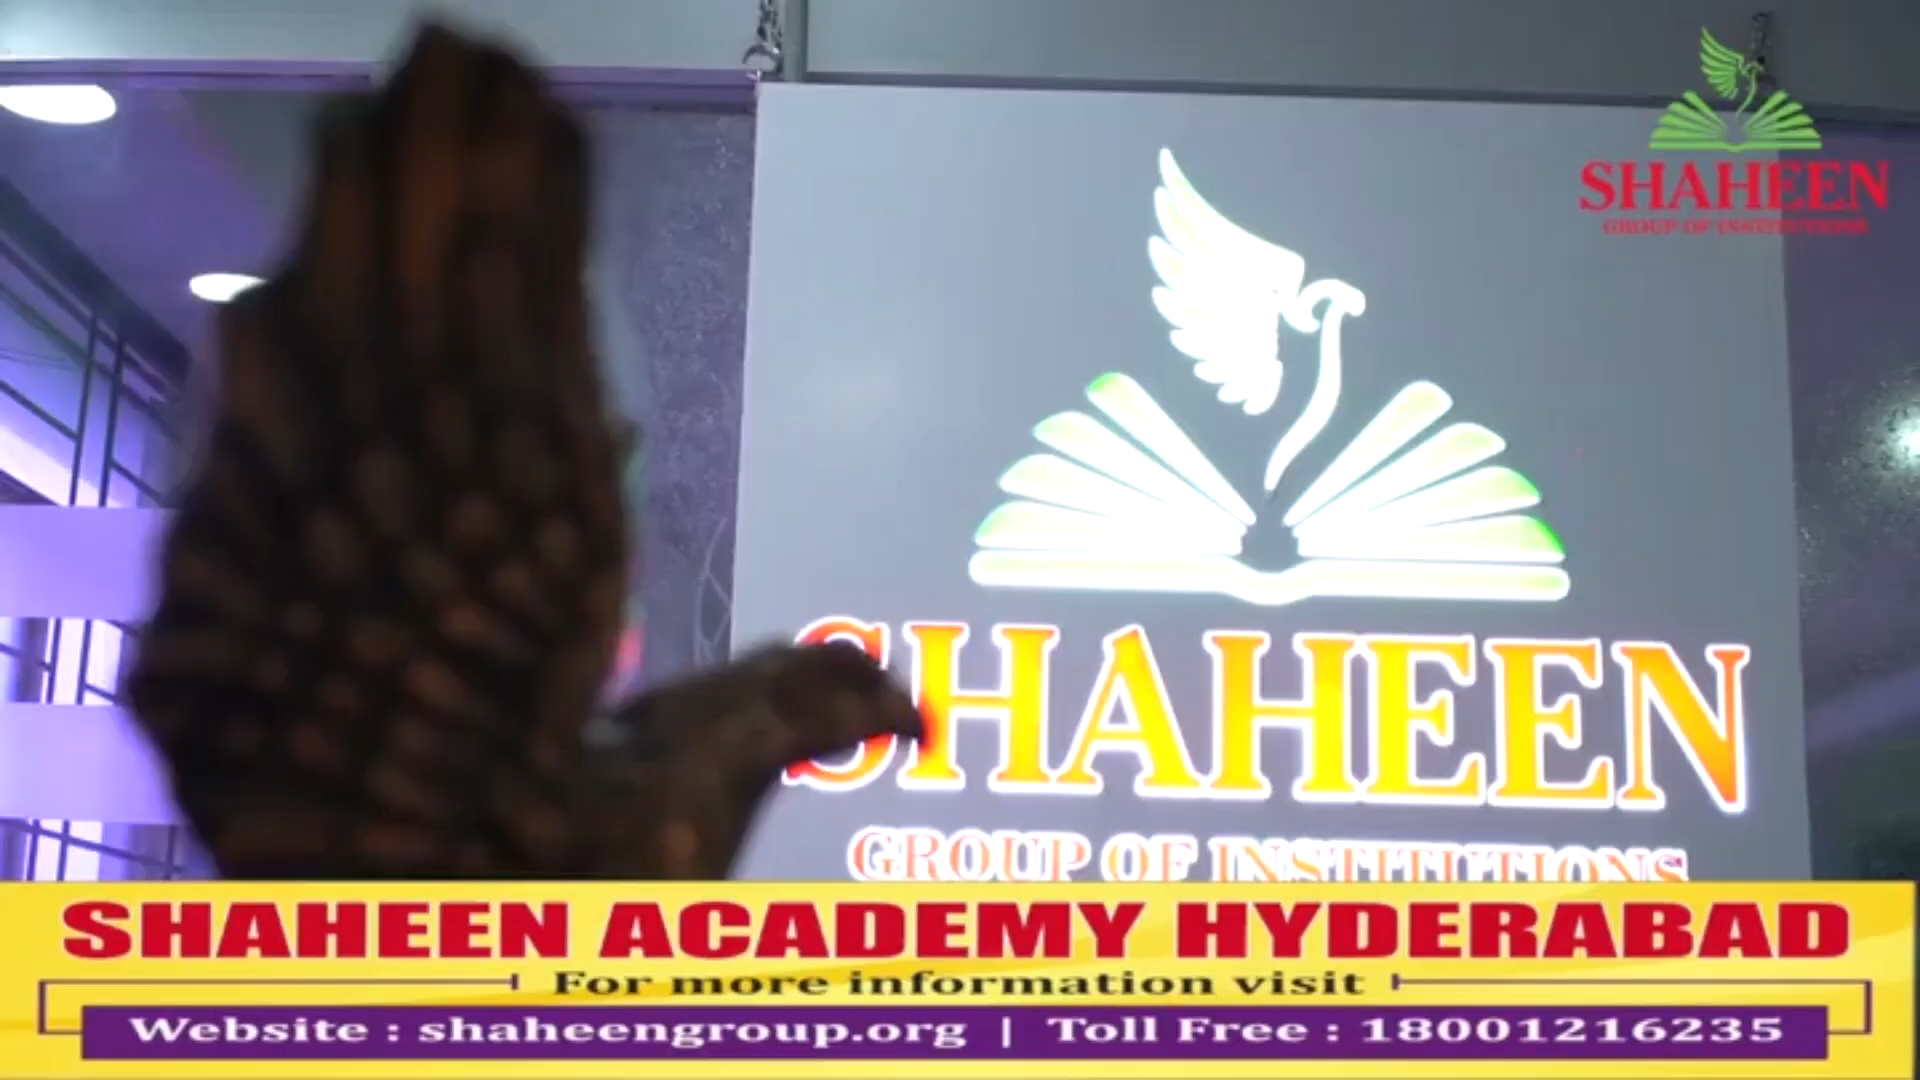 SHAHEEN
GROUP OF INSTITUTIONS
SHAHEEN
GROUP OF INSTITUTIONS
SHAHEEN ACADEMY HYDERABAD
For more information visit
Website : shaheengroup.org | Toll Free : 18001216235